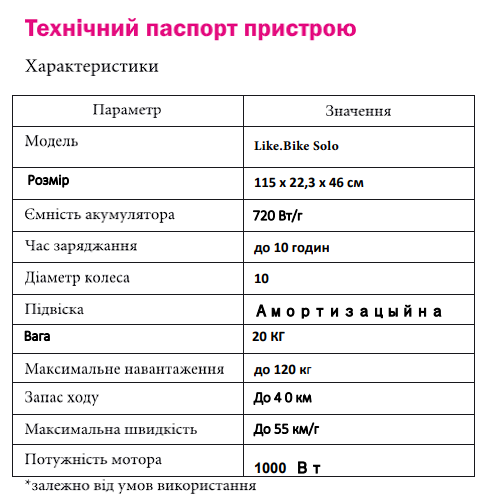 Технічний паспорт пристрою
Характеристики
Параметр Значення
Модель Like.Bike Solo
Розмір 115 x 22,3 x 46 см
Ємність акумулятора 720 Вт/г
Час заряджання до 10 годин
Діаметр колеса 10
Підвіска Амортизацыйна
Вага 20 КГ
Максимальне навантаження до 120 кг
Запас ходу До 4 0 км
Максимальна швидкість До 55 км/г
Потужність мотора 1000 Вт
*залежно від умов використання